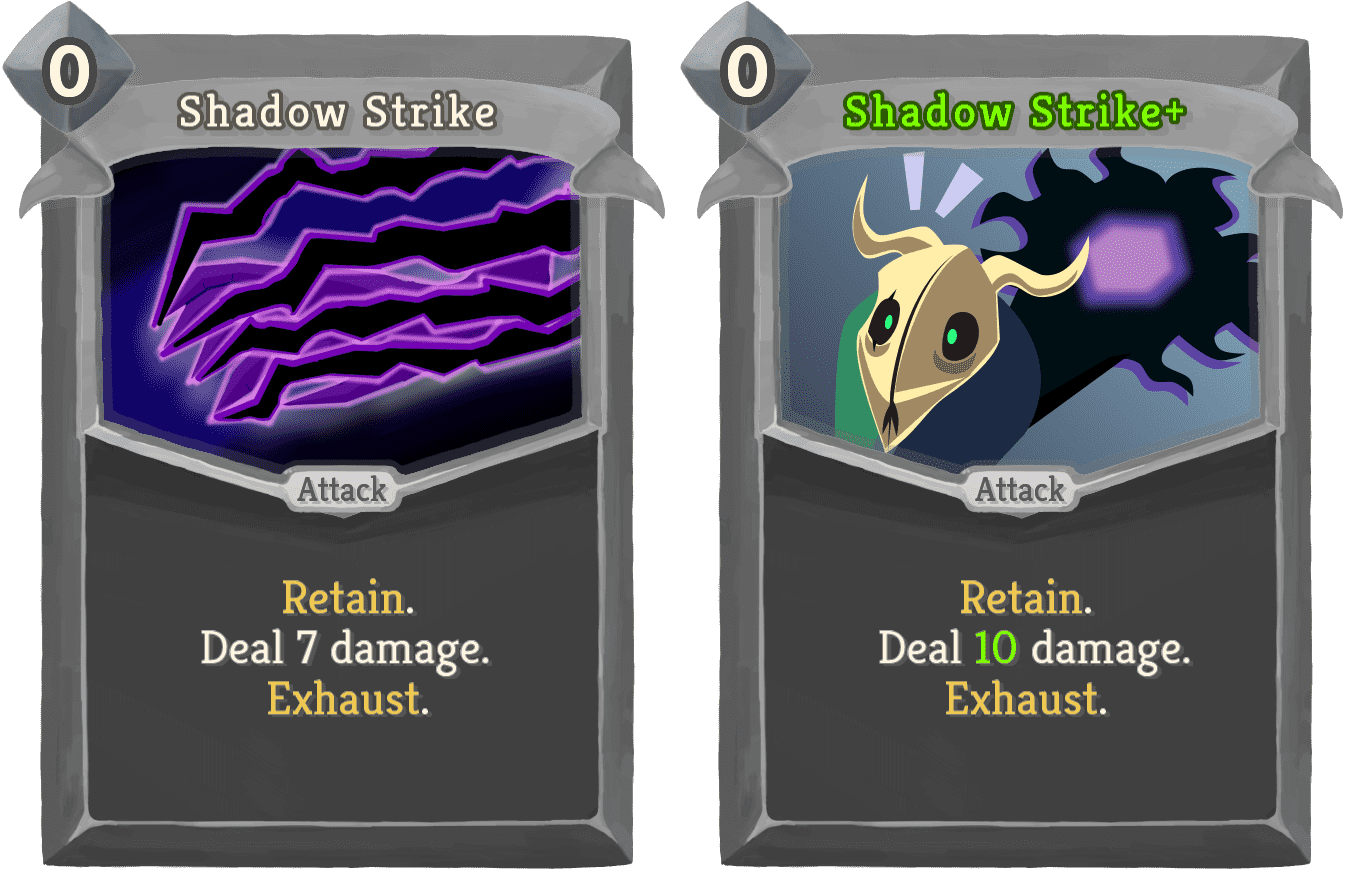 0
Shadow Strike
Attack
Retain.
Deal 7 damage.
Exhaust.
0
Shadow Strike+
Attack
Retain.
Deal 10 damage.
Exhaust.